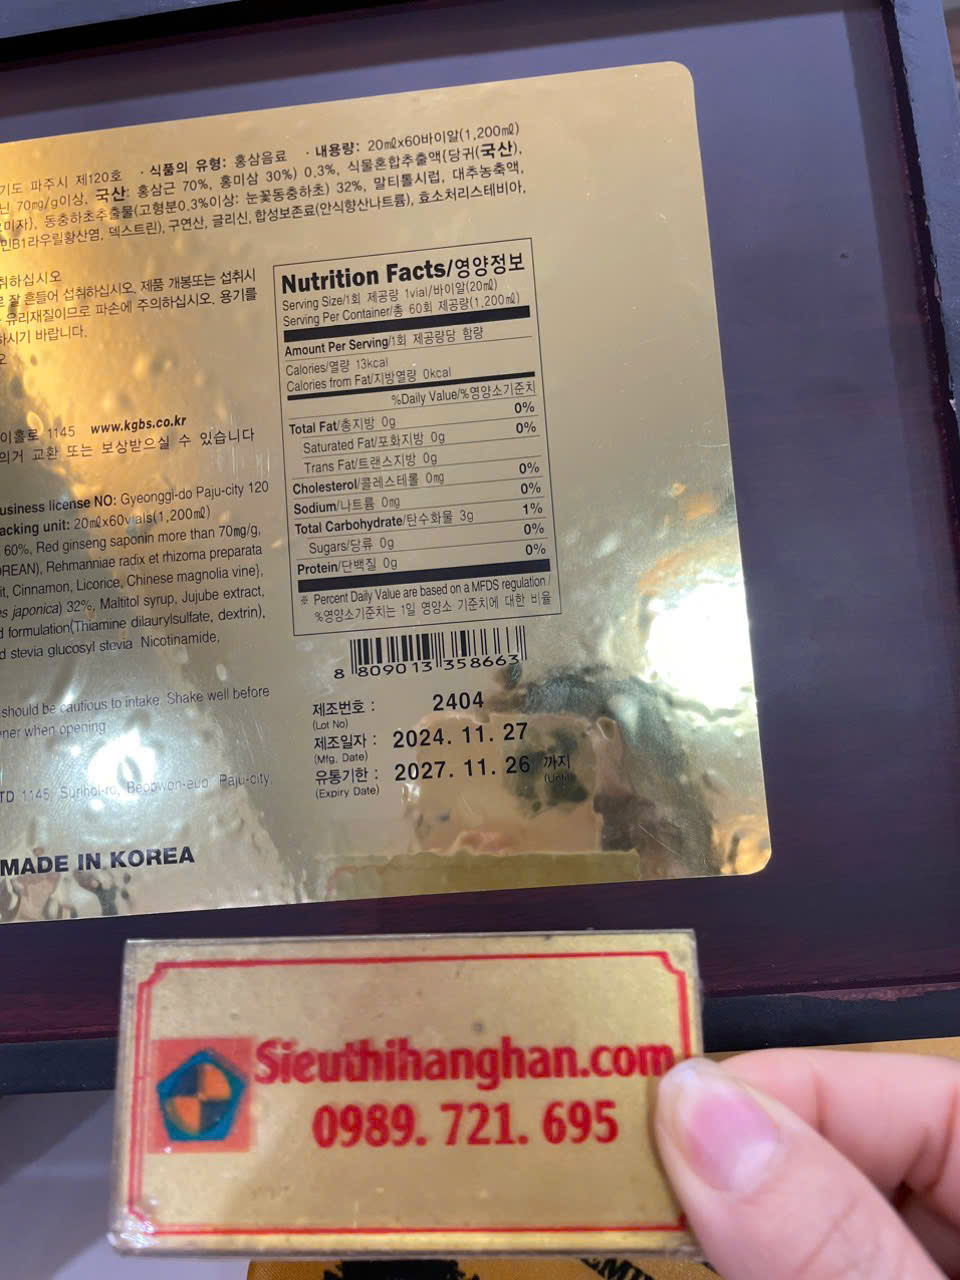 기도 파주시 제120호 · 식품의 유형: 홍삼음료 · 내용량: 20㎖x60바이알(1,200㎖)
닌 70mg/g이상, 국산: 홍삼근 70%, 홍미삼 30%) 0.3%, 식물혼합추출액{당귀(국산),
미자), 동충하초추출물(고형분0.3%이상: 눈꽃동충하초) 32%, 말티톨시럽, 대추농축액,
민B1라우릴황산염, 덱스트린), 구연산, 글리신, 합성보존료(안식향산나트륨), 효소처리스테비아,
취하십시오
로 잘 흔들어 섭취하십시오, 제품 개봉또는 섭취시
유리재질이므로 파손에 주의하십시오. 용기를
하시기 바랍니다.
오
이홀로 1145 www.kgbs.co.kr
의거 교환 또는 보상받으실 수 있습니다
usiness license NO: Gyeonggi-do Paju-city 120
acking unit: 20㎖x60vials(1,200㎖)
60%, Red ginseng saponin more than 70mg/g,
OREAN), Rehmanniae radix et rhizoma preparata
it, Cinnamon, Licorice, Chinese magnolia vine},
es japonica) 32%, Maltitol syrup, Jujube extract,
d formulation(Thiamine dilaurylsulfate, dextrin),
d stevia glucosyl stevia Nicotinamide,
should be cautious to intake. Shake well before
ner when opening
TD 1145, Surihol-ro, Beopwon-eup Paju-city,
MADE IN KOREA
Nutrition Facts/영양정보
Serving Size/1회 제공량 1vial/바이알(20㎖)
Serving Per Container/총 60회 제공량(1,200㎖)
Amount Per Serving/1회 제공량당 함량
Calories/열량 13kcal
Calories from Fat/지방열량 0kcal
%Daily Value/%영양소기준치
Total Fat/총지방 0g 0%
Saturated Fat/포화지방 0g 0%
Trans Fat/트랜스지방 0g
Cholesterol/콜레스테롤 0mg 0%
Sodium/나트륨 0mg 0%
Total Carbohydrate/탄수화물 3g 1%
Sugars/당류 0g 0%
Protein/단백질 0g 0%
※ Percent Daily Value are based on a MFDS regulation/
%영양소기준치는 1일 영양소 기준치에 대한 비율
8 809013 358663
제조번호 : 2404
(Lot No)
제조일자 : 2024. 11. 27
(Mfg. Date)
유통기한 : 2027. 11. 26 까지
(Expiry Date) (Until)
Sieuthihanghan.com
0989. 721. 695